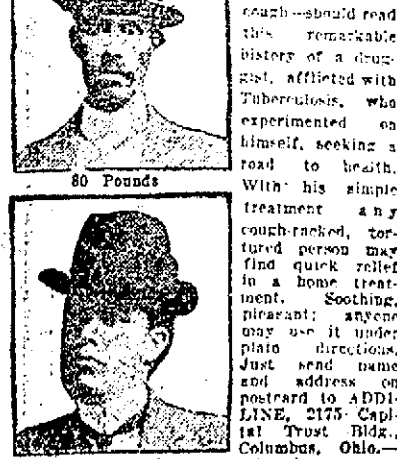 80 Pounds
cough—should read
this remarkable
history of a drug-
gist, afflicted with
Tuberculosis, who
experimented on
himself, seeking a
road to health.
With his simple
treatment any
cough-racked, tor-
tured person may
find quick relief
in a home treat-
ment. Soothing,
pleasant; anyone
may use it under
plain directions.
Just send name
and address on
postcard to ADDI-
LINE, 2175 Capi-
tal Trust Bldg.,
Columbus, Ohio.—